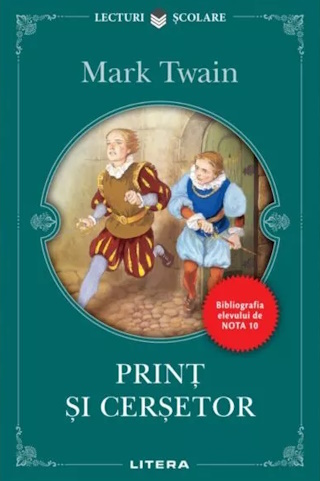 LECTURI ȘCOLARE
Mark Twain
Bibliografia
elevului de
NOTA 10
PRINȚ
ȘI CERȘETOR
LITERA